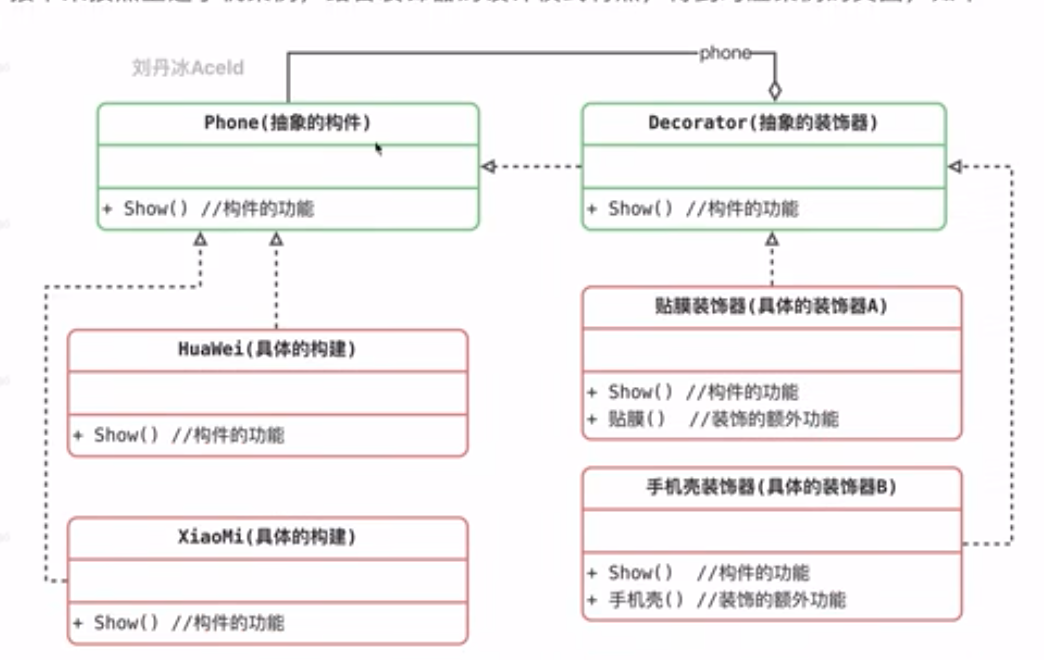 phone
刘丹冰Aceld
Phone(抽象的构件)
+ Show() //构件的功能
Decorator(抽象的装饰器)
+ Show() //构件的功能
HuaWei(具体的构建)
+ Show() //构件的功能
XiaoMi(具体的构建)
+ Show() //构件的功能
贴膜装饰器(具体的装饰器A)
+ Show() //构件的功能
+ 贴膜() //装饰的额外功能
手机壳装饰器(具体的装饰器B)
+ Show() //构件的功能
+ 手机壳() //装饰的额外功能